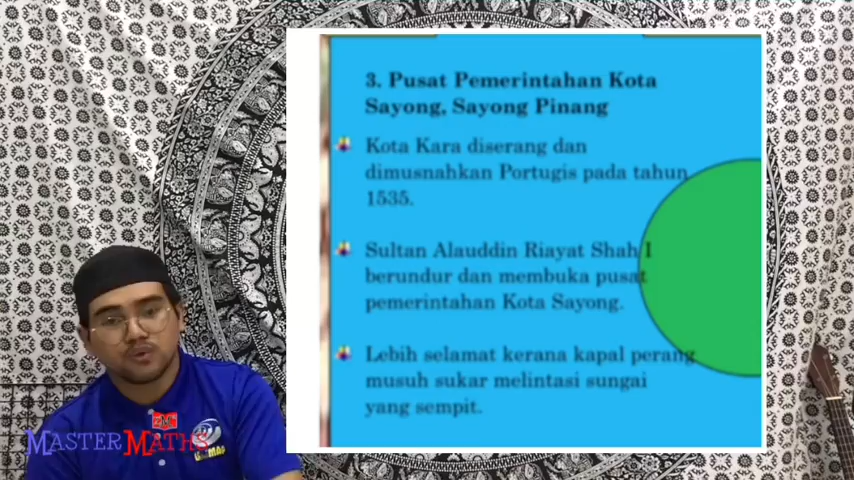 3. Pusat Pemerintahan Kota
Sayong, Sayong Pinang
Kota Kara diserang dan
dimusnahkan Portugis pada tahun
1535.
Sultan Alauddin Riayat Shah I
berundur dan membuka pusat
pemerintahan Kota Sayong.
Lebih selamat kerana kapal perang
musuh sukar melintasi sungai
yang sempit.
MASTER MATHS